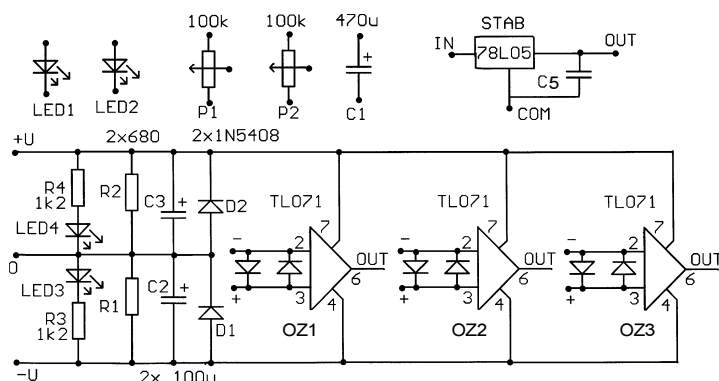 100k
100k
470u
STAB
IN
78L05
OUT
C5
COM
LED1
LED2
P1
P2
+
C1
+U
2x680
2x1N5408
R4
1k2
R2
C3
+
D2
TL071
TL071
TL071
LED4
7
7
7
-
2
OUT
-
2
OUT
-
2
OUT
0
6
6
6
LED3
R1
C2
+
+
3
+
3
+
3
4
4
4
R3
1k2
D1
OZ1
OZ2
OZ3
-U
2x 100u